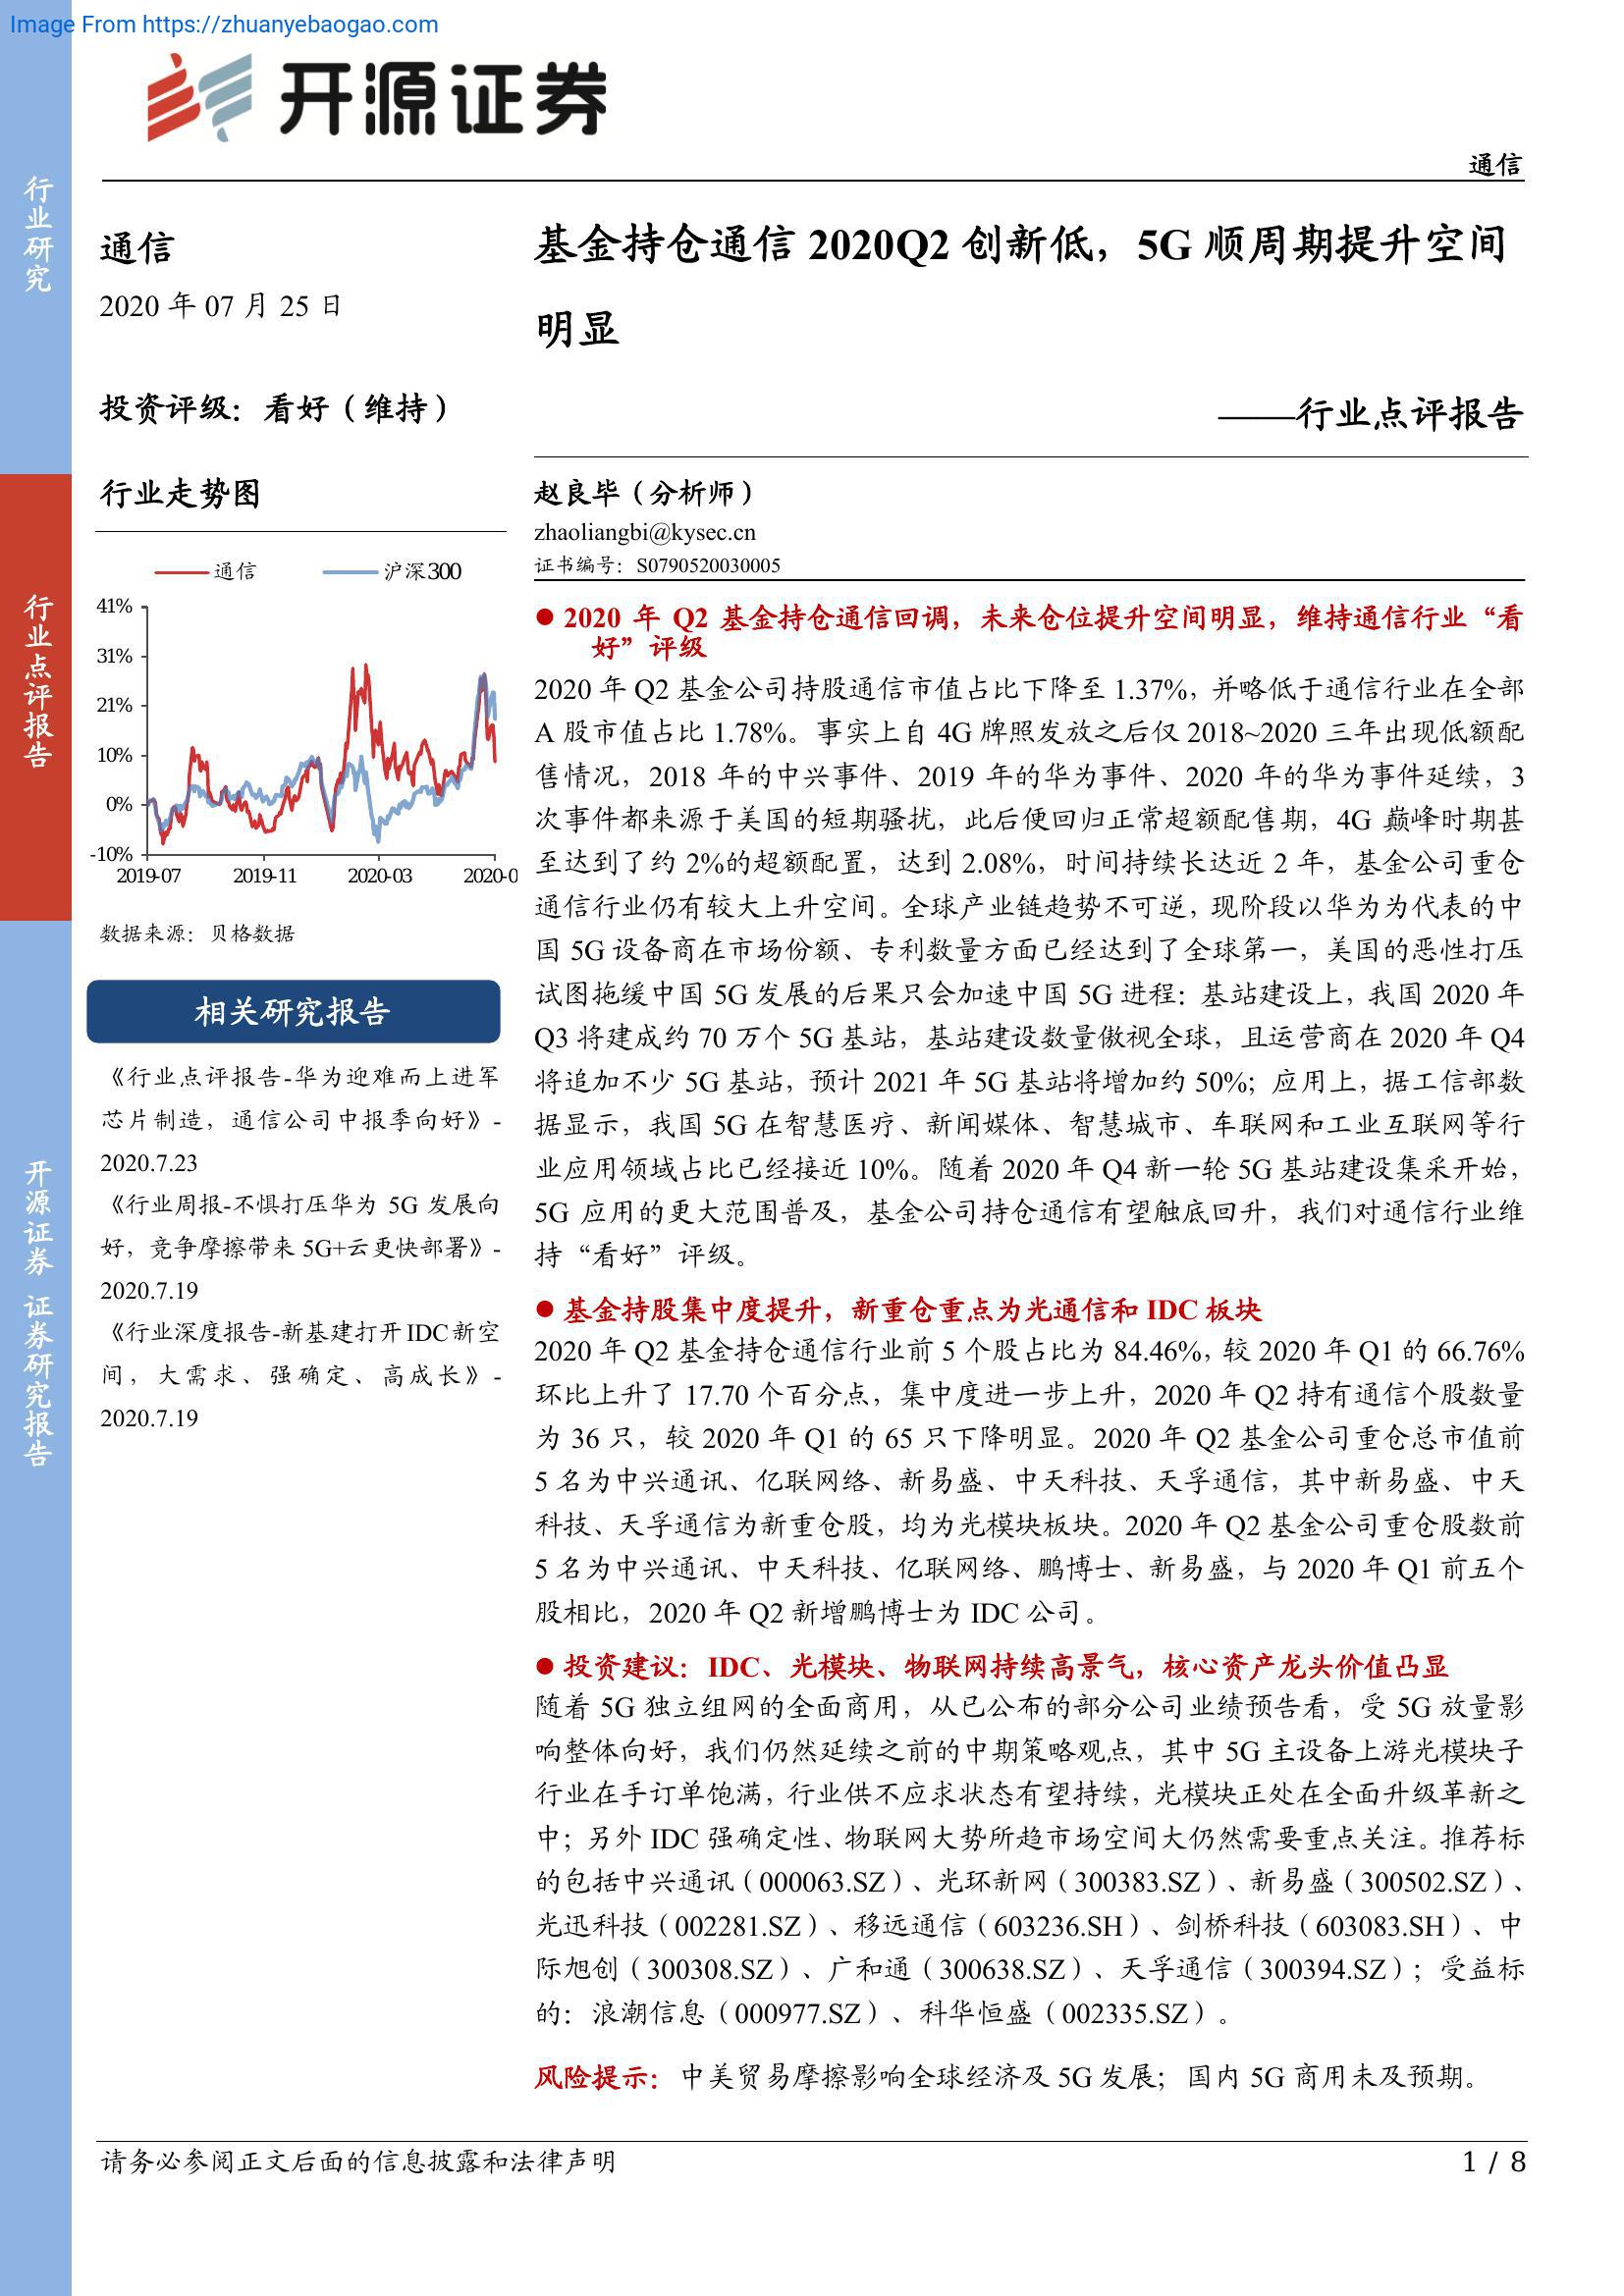 Image From https://zhuanyebaogao.com
开源证券
通信
行业研究
行业点评报告
开源证券 证券研究报告
通信
2020 年 07 月 25 日
投资评级：看好（维持）
行业走势图
通信 沪深300
41%
31%
21%
10%
0%
-10%
2019-07 2019-11 2020-03 2020-0
数据来源：贝格数据
相关研究报告
《行业点评报告-华为迎难而上进军
芯片制造，通信公司中报季向好》-
2020.7.23
《行业周报-不惧打压华为 5G 发展向
好，竞争摩擦带来 5G+云更快部署》-
2020.7.19
《行业深度报告-新基建打开IDC新空
间，大需求、强确定、高成长》-
2020.7.19
基金持仓通信 2020Q2 创新低，5G 顺周期提升空间
明显
——行业点评报告
赵良毕（分析师）
zhaoliangbi@kysec.cn
证书编号：S0790520030005
● 2020 年 Q2 基金持仓通信回调，未来仓位提升空间明显，维持通信行业“看
好”评级
2020 年 Q2 基金公司持股通信市值占比下降至 1.37%，并略低于通信行业在全部
A 股市值占比 1.78%。事实上自 4G 牌照发放之后仅 2018~2020 三年出现低额配
售情况，2018 年的中兴事件、2019 年的华为事件、2020 年的华为事件延续，3
次事件都来源于美国的短期骚扰，此后便回归正常超额配售期，4G 巅峰时期甚
至达到了约 2%的超额配置，达到 2.08%，时间持续长达近 2 年，基金公司重仓
通信行业仍有较大上升空间。全球产业链趋势不可逆，现阶段以华为为代表的中
国 5G 设备商在市场份额、专利数量方面已经达到了全球第一，美国的恶性打压
试图拖缓中国 5G 发展的后果只会加速中国 5G 进程：基站建设上，我国 2020 年
Q3 将建成约 70 万个 5G 基站，基站建设数量傲视全球，且运营商在 2020 年 Q4
将追加不少 5G 基站，预计 2021 年 5G 基站将增加约 50%；应用上，据工信部数
据显示，我国 5G 在智慧医疗、新闻媒体、智慧城市、车联网和工业互联网等行
业应用领域占比已经接近 10%。随着 2020 年 Q4 新一轮 5G 基站建设集采开始，
5G 应用的更大范围普及，基金公司持仓通信有望触底回升，我们对通信行业维
持“看好”评级。
● 基金持股集中度提升，新重仓重点为光通信和 IDC 板块
2020 年 Q2 基金持仓通信行业前 5 个股占比为 84.46%，较 2020 年 Q1 的 66.76%
环比上升了 17.70 个百分点，集中度进一步上升，2020 年 Q2 持有通信个股数量
为 36 只，较 2020 年 Q1 的 65 只下降明显。2020 年 Q2 基金公司重仓总市值前
5 名为中兴通讯、亿联网络、新易盛、中天科技、天孚通信，其中新易盛、中天
科技、天孚通信为新重仓股，均为光模块板块。2020 年 Q2 基金公司重仓股数前
5 名为中兴通讯、中天科技、亿联网络、鹏博士、新易盛，与 2020 年 Q1 前五个
股相比，2020 年 Q2 新增鹏博士为 IDC 公司。
● 投资建议：IDC、光模块、物联网持续高景气，核心资产龙头价值凸显
随着 5G 独立组网的全面商用，从已公布的部分公司业绩预告看，受 5G 放量影
响整体向好，我们仍然延续之前的中期策略观点，其中 5G 主设备上游光模块子
行业在手订单饱满，行业供不应求状态有望持续，光模块正处在全面升级革新之
中；另外 IDC 强确定性、物联网大势所趋市场空间大仍然需要重点关注。推荐标
的包括中兴通讯（000063.SZ）、光环新网（300383.SZ）、新易盛（300502.SZ）、
光迅科技（002281.SZ）、移远通信（603236.SH）、剑桥科技（603083.SH）、中
际旭创（300308.SZ）、广和通（300638.SZ）、天孚通信（300394.SZ）；受益标
的：浪潮信息（000977.SZ）、科华恒盛（002335.SZ）。
风险提示：中美贸易摩擦影响全球经济及 5G 发展；国内 5G 商用未及预期。
请务必参阅正文后面的信息披露和法律声明
1 / 8